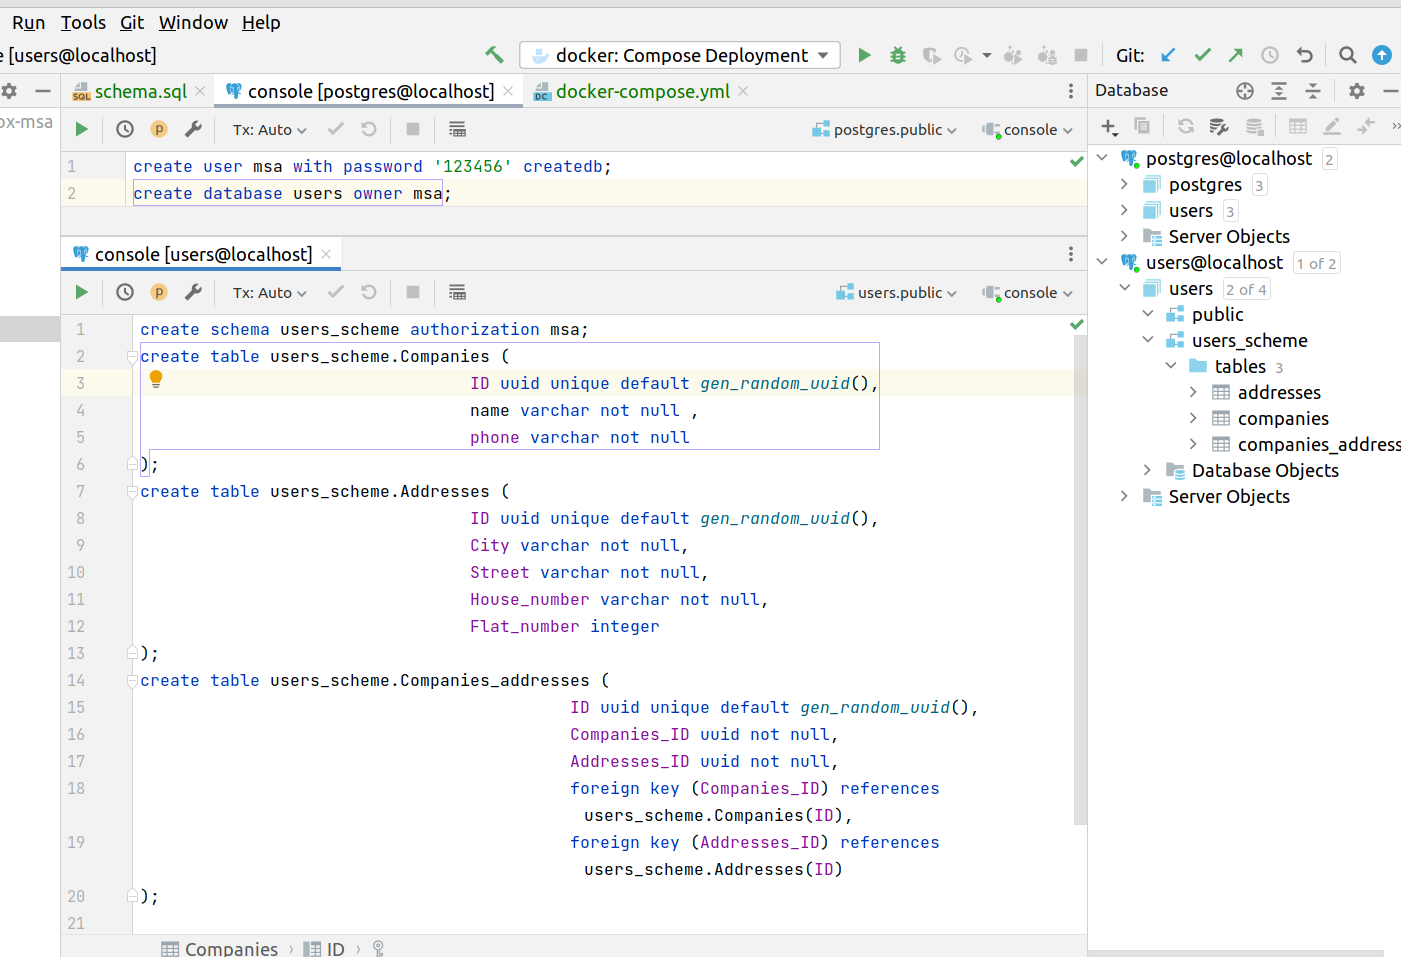 Run Tools Git Window Help
[users@localhost]
docker: Compose Deployment
Git:
ox-msa
schema.sql
console [postgres@localhost]
docker-compose.yml
Tx: Auto
postgres.public
console
1 create user msa with password '123456' createdb;
2 create database users owner msa;
console [users@localhost]
Tx: Auto
users.public
console
1 create schema users_scheme authorization msa;
2 create table users_scheme.Companies (
3 ID uuid unique default gen_random_uuid(),
4 name varchar not null ,
5 phone varchar not null
6 );
7 create table users_scheme.Addresses (
8 ID uuid unique default gen_random_uuid(),
9 City varchar not null,
10 Street varchar not null,
11 House_number varchar not null,
12 Flat_number integer
13 );
14 create table users_scheme.Companies_addresses (
15 ID uuid unique default gen_random_uuid(),
16 Companies_ID uuid not null,
17 Addresses_ID uuid not null,
18 foreign key (Companies_ID) references
users_scheme.Companies(ID),
19 foreign key (Addresses_ID) references
users_scheme.Addresses(ID)
20 );
21
Companies › ID ›
Database
postgres@localhost 2
postgres 3
users 3
Server Objects
users@localhost 1 of 2
users 2 of 4
public
users_scheme
tables 3
addresses
companies
companies_address
Database Objects
Server Objects